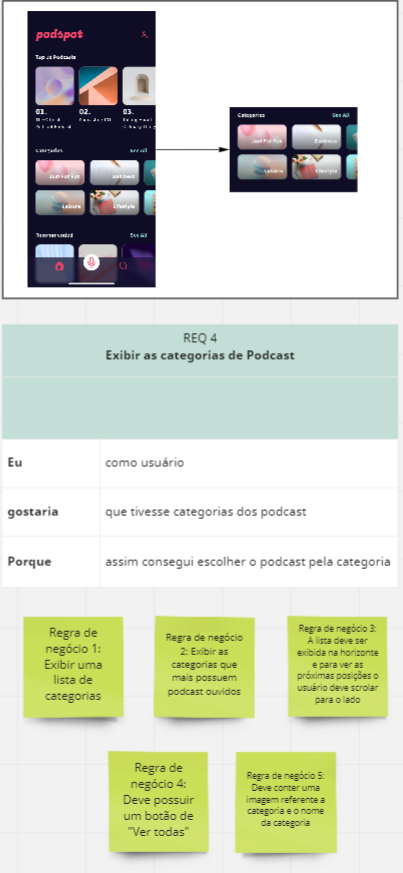 podspot
Top 10 Podcasts
01.
02.
03.
Categories See All
Just For Fun
Business
Leisure
Lifestyle
Recommended See All
Categories See All
Just For Fun
Business
Leisure
Lifestyle
REQ 4
Exibir as categorias de Podcast
Eu como usuário
gostaria que tivesse categorias dos podcast
Porque assim consegui escolher o podcast pela categoria
Regra de
negócio 1:
Exibir uma
lista de
categorias
Regra de negócio
2: Exibir as
categorias que
mais possuem
podcast ouvidos
Regra de negócio 3:
A lista deve ser
exibida na horizonte
e para ver as
próximas posições o
usuário deve scrolar
para o lado
Regra de
negócio 4:
Deve possuir
um botão de
"Ver todas"
Regra de negócio 5:
Deve conter uma
imagem referente a
categoria e o nome
da categoria